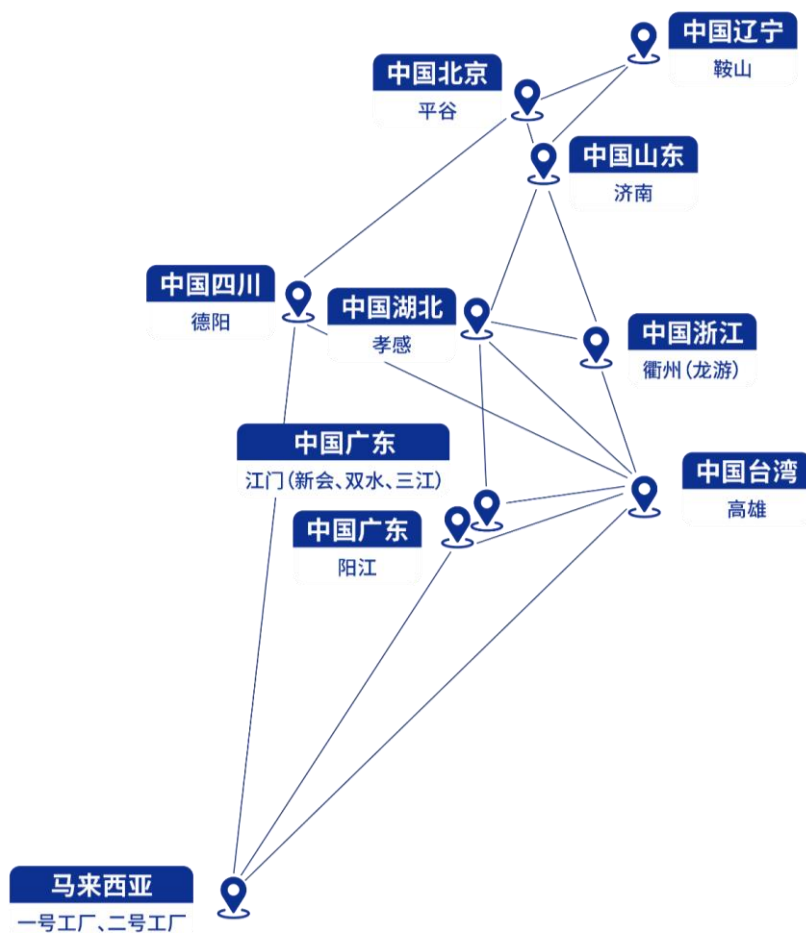 中国辽宁
鞍山
中国北京
平谷
中国山东
济南
中国四川
德阳
中国湖北
孝感
中国浙江
衢州(龙游)
中国广东
江门(新会、双水、三江)
中国台湾
高雄
中国广东
阳江
马来西亚
一号工厂、二号工厂